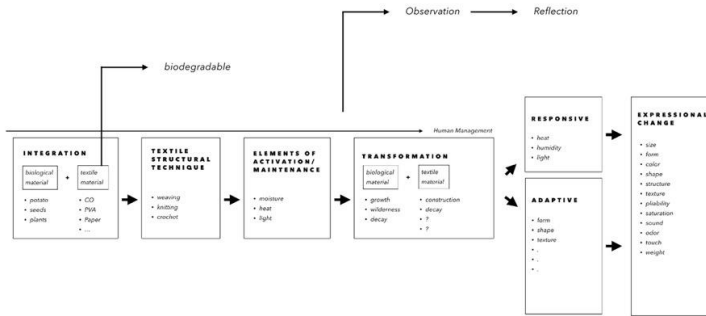 Observation
Reflection
biodegradable
Human Management
INTEGRATION
biological
material
+
textile
material
• potato
• seeds
• plants
• CO
• PVA
• Paper
• ...
TEXTILE
STRUCTURAL
TECHNIQUE
• weaving
• knitting
• crochet
ELEMENTS OF
ACTIVATION/
MAINTENANCE
• moisture
• heat
• light
TRANSFORMATION
biological
material
+
textile
material
• growth
• wilderness
• decay
• construction
• decay
• ?
• ?
RESPONSIVE
• heat
• humidity
• light
ADAPTIVE
• form
• shape
• texture
• .
• .
• .
EXPRESSIONAL
CHANGE
• size
• form
• color
• shape
• structure
• texture
• pliability
• saturation
• sound
• odor
• touch
• weight